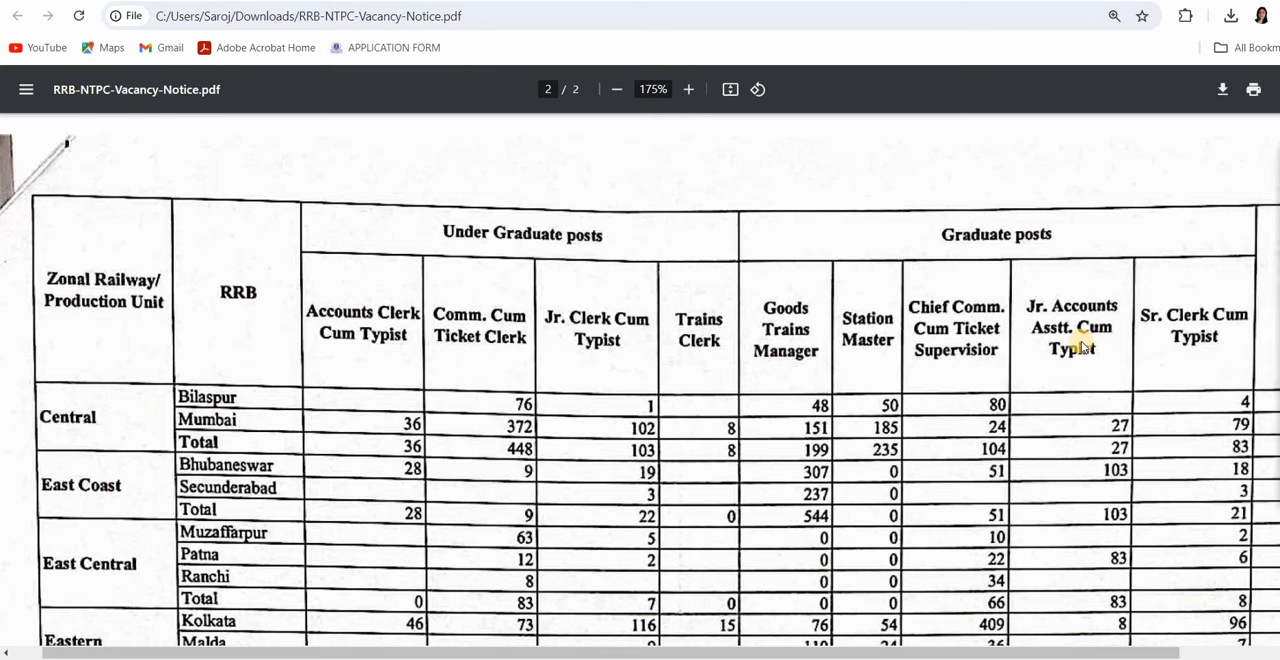 File C:/Users/Saroj/Downloads/RRB-NTPC-Vacancy-Notice.pdf
YouTube Maps Gmail Adobe Acrobat Home APPLICATION FORM All Bookm
RRB-NTPC-Vacancy-Notice.pdf 2 / 2 175%
Under Graduate posts Graduate posts
Zonal Railway/ Production Unit RRB Accounts Clerk Cum Typist Comm. Cum Ticket Clerk Jr. Clerk Cum Typist Trains Clerk Goods Trains Manager Station Master Chief Comm. Cum Ticket Supervisior Jr. Accounts Asstt. Cum Typist Sr. Clerk Cum Typist
Central
Bilaspur 76 1 48 50 80 4
Mumbai 36 372 102 8 151 185 24 27 79
Total 36 448 103 8 199 235 104 27 83
East Coast
Bhubaneswar 28 9 19 307 0 51 103 18
Secunderabad 3 237 0 3
Total 28 9 22 0 544 0 51 103 21
East Central
Muzaffarpur 63 5 0 0 10 2
Patna 12 2 0 0 22 83 6
Ranchi 8 0 0 34
Total 0 83 7 0 0 0 66 83 8
Eastern
Kolkata 46 73 116 15 76 54 409 8 96
Malda